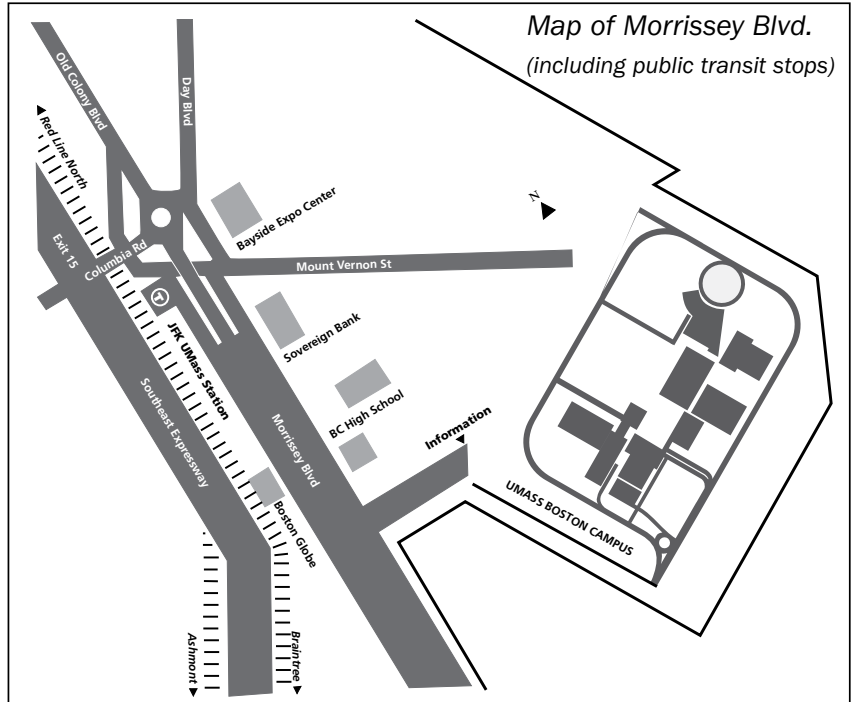 Map of Morrissey Blvd.
(including public transit stops)
Old Colony Blvd
Day Blvd
Red Line North
Bayside Expo Center
N
Exit 15
Columbia Rd
Mount Vernon St
T
JFK UMass Station
Sovereign Bank
Southeast Expressway
Morrissey Blvd
BC High School
Information
Boston Globe
UMASS BOSTON CAMPUS
Ashmont
Braintree